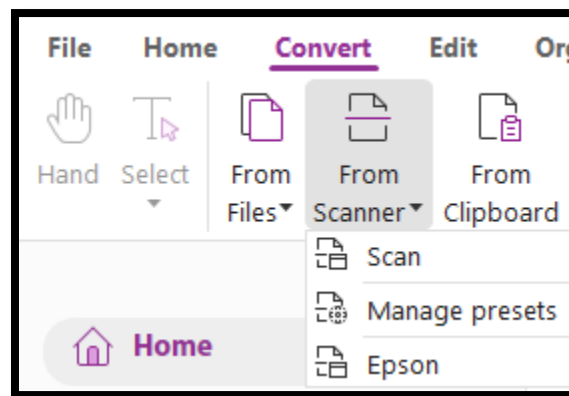 File Home Convert Edit
Hand Select From Files From Scanner From Clipboard
Scan
Manage presets
Home
Epson